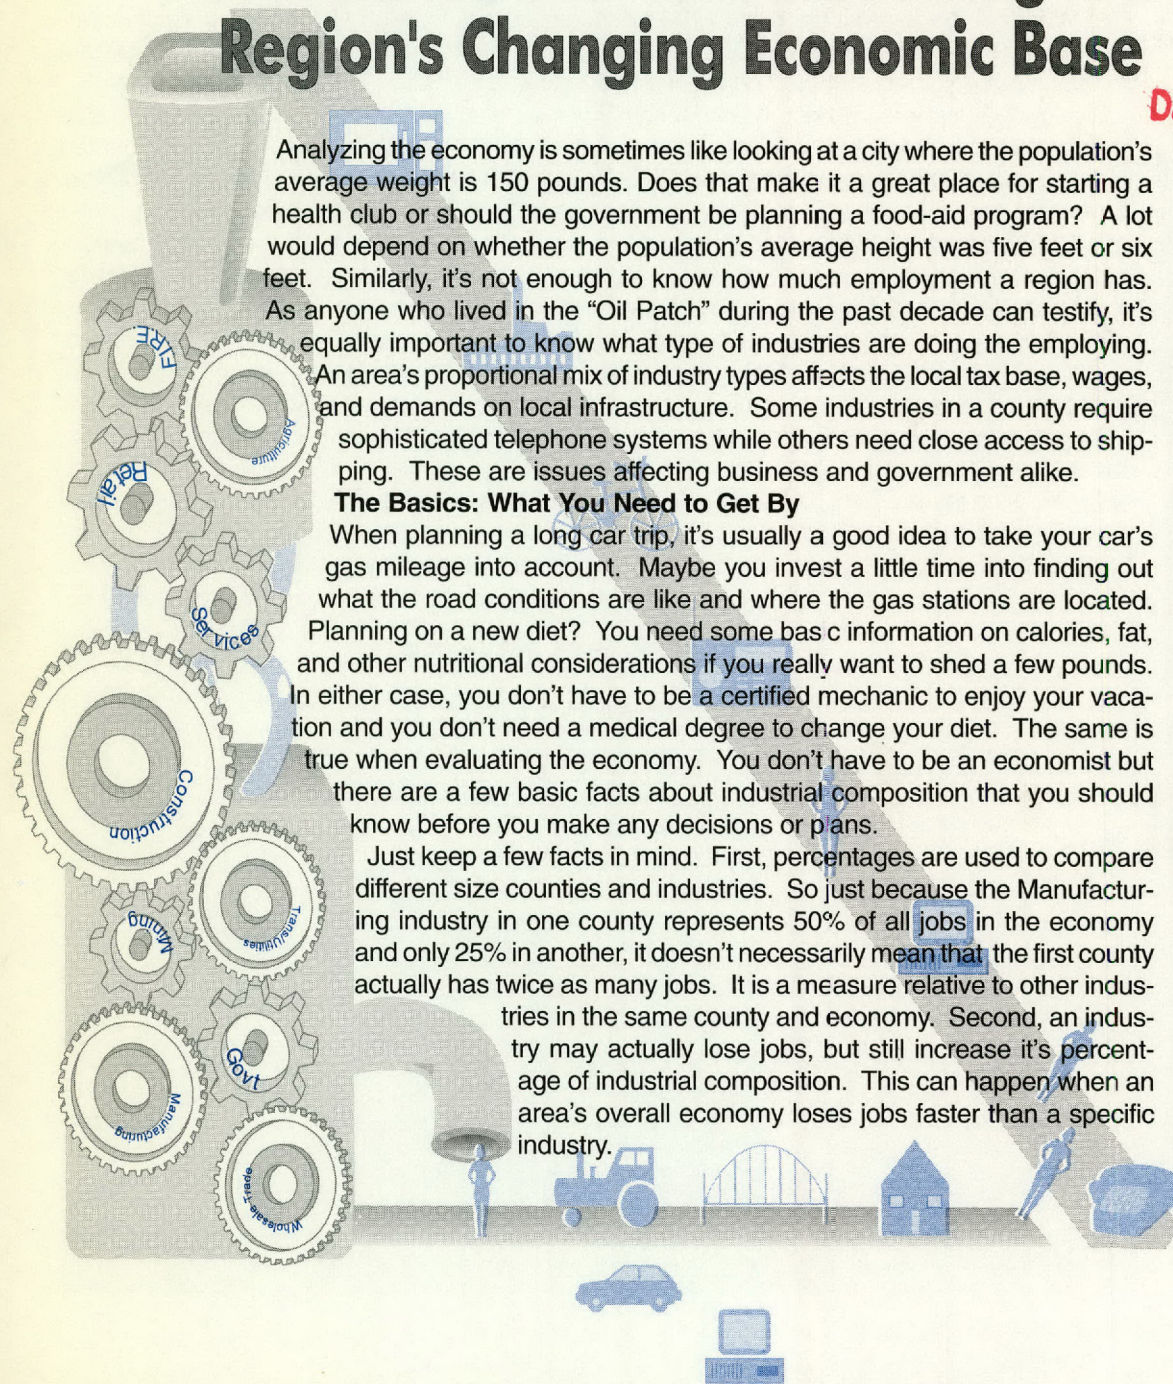 Region's Changing Economic Base
D
Analyzing the economy is sometimes like looking at a city where the population's
average weight is 150 pounds. Does that make it a great place for starting a
health club or should the government be planning a food-aid program? A lot
would depend on whether the population's average height was five feet or six
feet. Similarly, it's not enough to know how much employment a region has.
As anyone who lived in the “Oil Patch” during the past decade can testify, it's
equally important to know what type of industries are doing the employing.
An area's proportional mix of industry types affects the local tax base, wages,
and demands on local infrastructure. Some industries in a county require
sophisticated telephone systems while others need close access to ship-
ping. These are issues affecting business and government alike.
The Basics: What You Need to Get By
When planning a long car trip, it's usually a good idea to take your car's
gas mileage into account. Maybe you invest a little time into finding out
what the road conditions are like and where the gas stations are located.
Planning on a new diet? You need some bas c information on calories, fat,
and other nutritional considerations if you really want to shed a few pounds.
In either case, you don't have to be a certified mechanic to enjoy your vaca-
tion and you don't need a medical degree to change your diet. The same is
true when evaluating the economy. You don't have to be an economist but
there are a few basic facts about industrial composition that you should
know before you make any decisions or plans.
Just keep a few facts in mind. First, percentages are used to compare
different size counties and industries. So just because the Manufactur-
ing industry in one county represents 50% of all jobs in the economy
and only 25% in another, it doesn't necessarily mean that the first county
actually has twice as many jobs. It is a measure relative to other indus-
tries in the same county and economy. Second, an indus-
try may actually lose jobs, but still increase it's percent-
age of industrial composition. This can happen when an
area's overall economy loses jobs faster than a specific
industry.
FIRE.
Agriculture
Retail
Services
Construction
Trans/Utilities
Mining
Govt
Manufacturing
Wholesale Trade